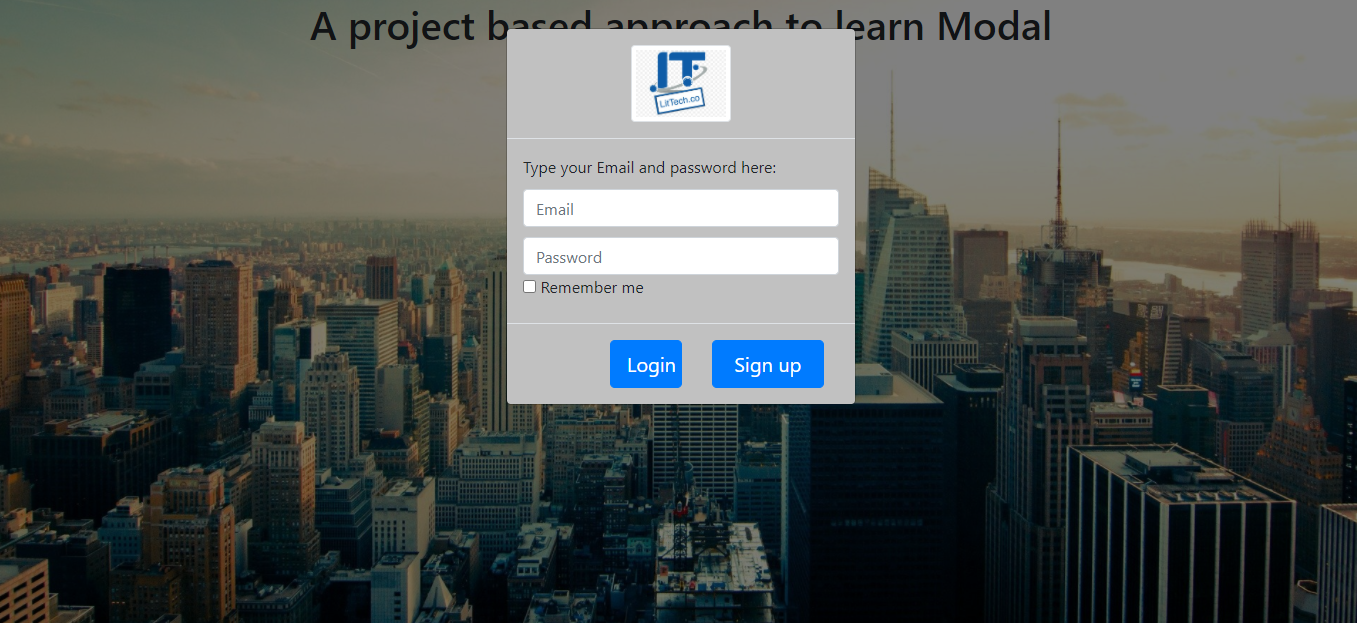 A project based approach to learn Modal
.IT
LifTech.co
Type your Email and password here:
Email
Password
Remember me
Login
Sign up